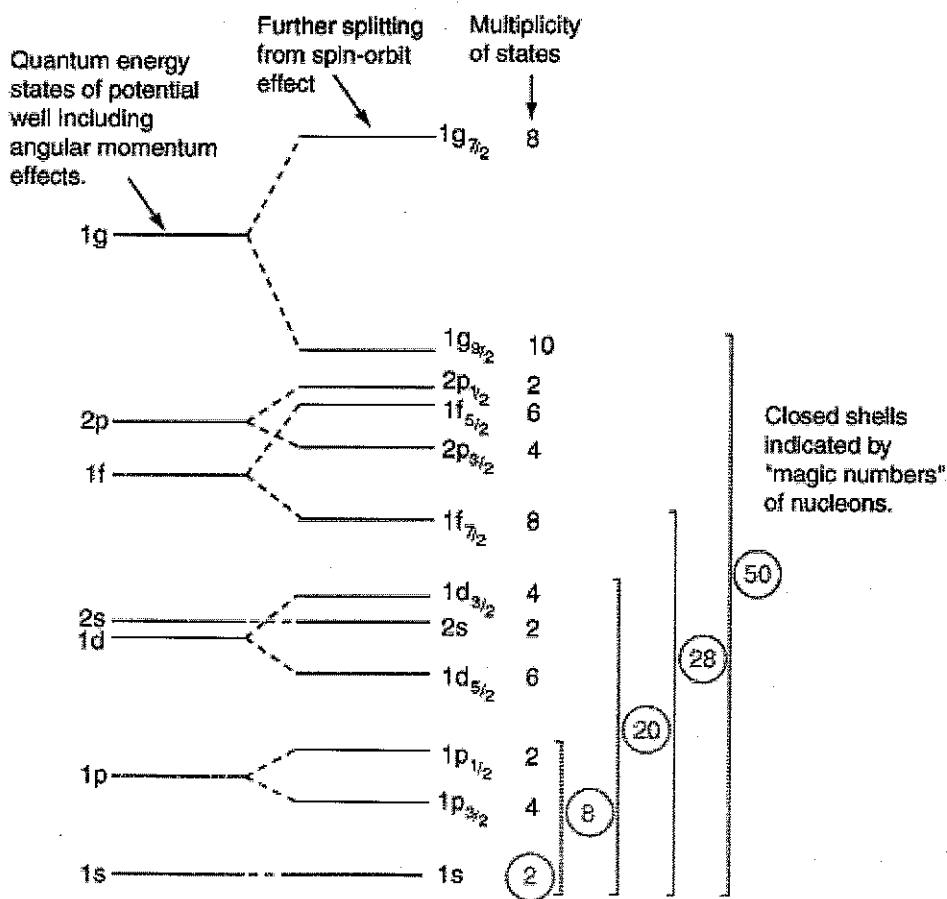 Quantum energy
states of potential
well including
angular momentum
effects.
Further splitting
from spin-orbit
effect
Multiplicity
of states
1g
1g7/2 8
1g9/2 10
2p
2p1/2 2
1f5/2 6
2p3/2 4
1f
1f7/2 8
Closed shells
indicated by
"magic numbers"
of nucleons.
50
28
20
8
2
2s
1d
1d3/2 4
2s 2
1d5/2 6
1p
1p1/2 2
1p3/2 4
1s
1s